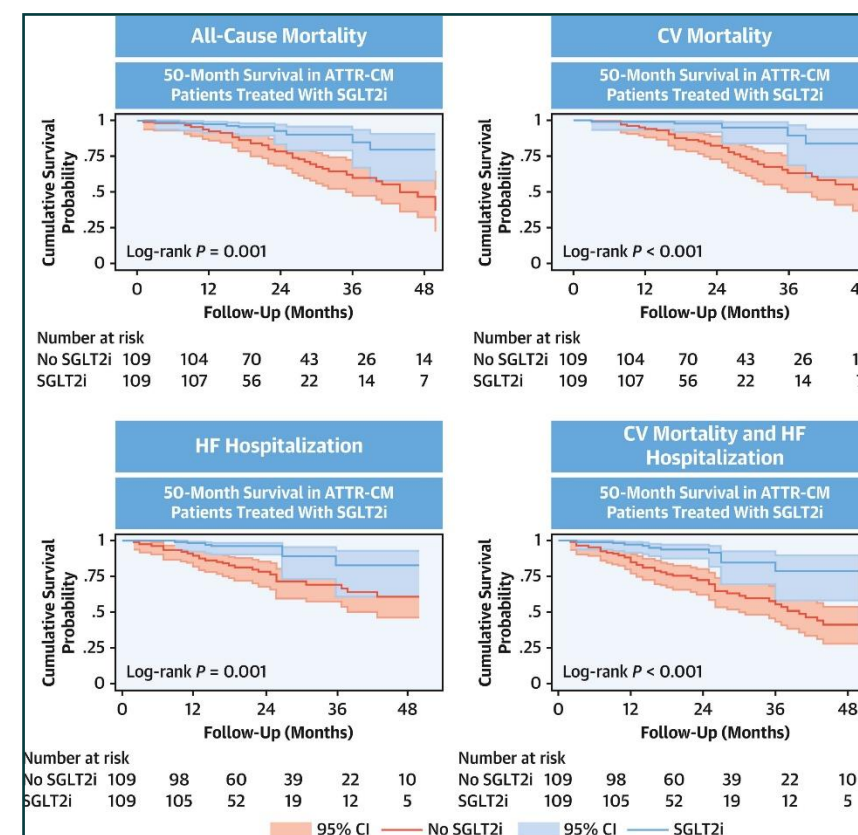 All-Cause Mortality
50-Month Survival in ATTR-CM
Patients Treated With SGLT2i
Cumulative Survival
Probability
1
.75
.5
.25
0
Log-rank P = 0.001
0 12 24 36 48
Follow-Up (Months)
Number at risk
No SGLT2i 109 104 70 43 26 14
SGLT2i 109 107 56 22 14 7
CV Mortality
50-Month Survival in ATTR-CM
Patients Treated With SGLT2i
Cumulative Survival
Probability
1
.75
.5
.25
0
Log-rank P < 0.001
0 12 24 36 4
Follow-Up (Months)
Number at risk
No SGLT2i 109 104 70 43 26 1
SGLT2i 109 107 56 22 14
HF Hospitalization
50-Month Survival in ATTR-CM
Patients Treated With SGLT2i
Cumulative Survival
Probability
1
.75
.5
.25
0
Log-rank P = 0.001
0 12 24 36 48
Follow-Up (Months)
Number at risk
No SGLT2i 109 98 60 39 22 10
SGLT2i 109 105 52 19 12 5
CV Mortality and HF
Hospitalization
50-Month Survival in ATTR-CM
Patients Treated With SGLT2i
Cumulative Survival
Probability
1
.75
.5
.25
0
Log-rank P < 0.001
0 12 24 36 48
Follow-Up (Months)
Number at risk
No SGLT2i 109 98 60 39 22 10
SGLT2i 109 105 52 19 12 5
95% CI No SGLT2i 95% CI SGLT2i